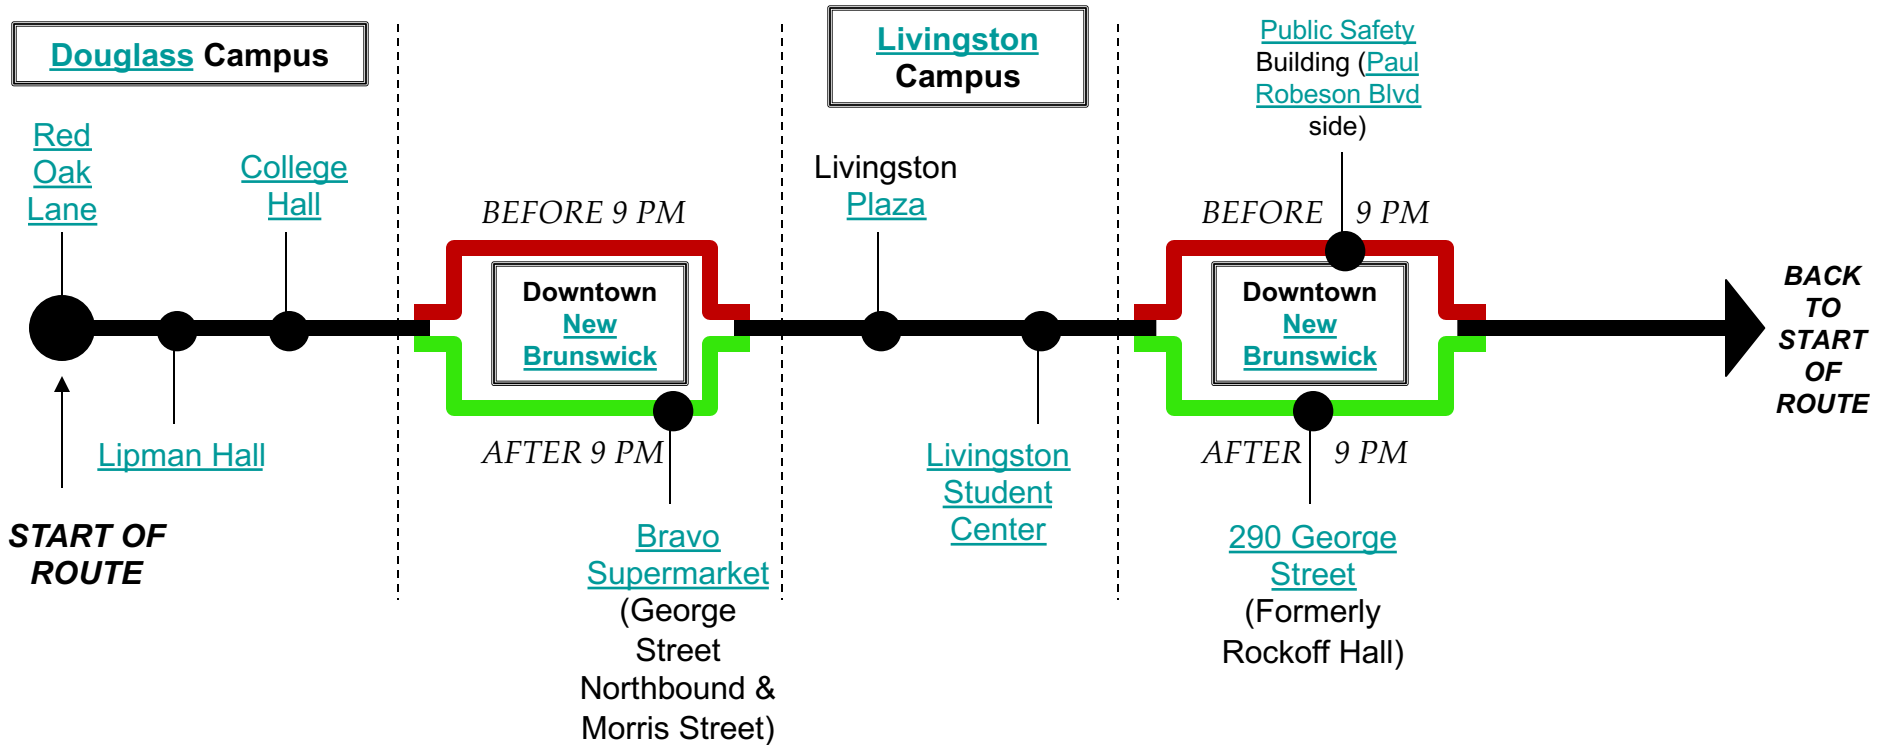 Douglass Campus
Red
Oak
Lane
College
Hall
Lipman Hall
START OF
ROUTE
BEFORE 9 PM
Downtown
New
Brunswick
AFTER 9 PM
Bravo
Supermarket
(George
Street
Northbound &
Morris Street)
Livingston
Campus
Livingston
Plaza
Livingston
Student
Center
Public Safety
Building (Paul
Robeson Blvd
side)
BEFORE 9 PM
Downtown
New
Brunswick
AFTER 9 PM
290 George
Street
(Formerly
Rockoff Hall)
BACK
TO
START
OF
ROUTE